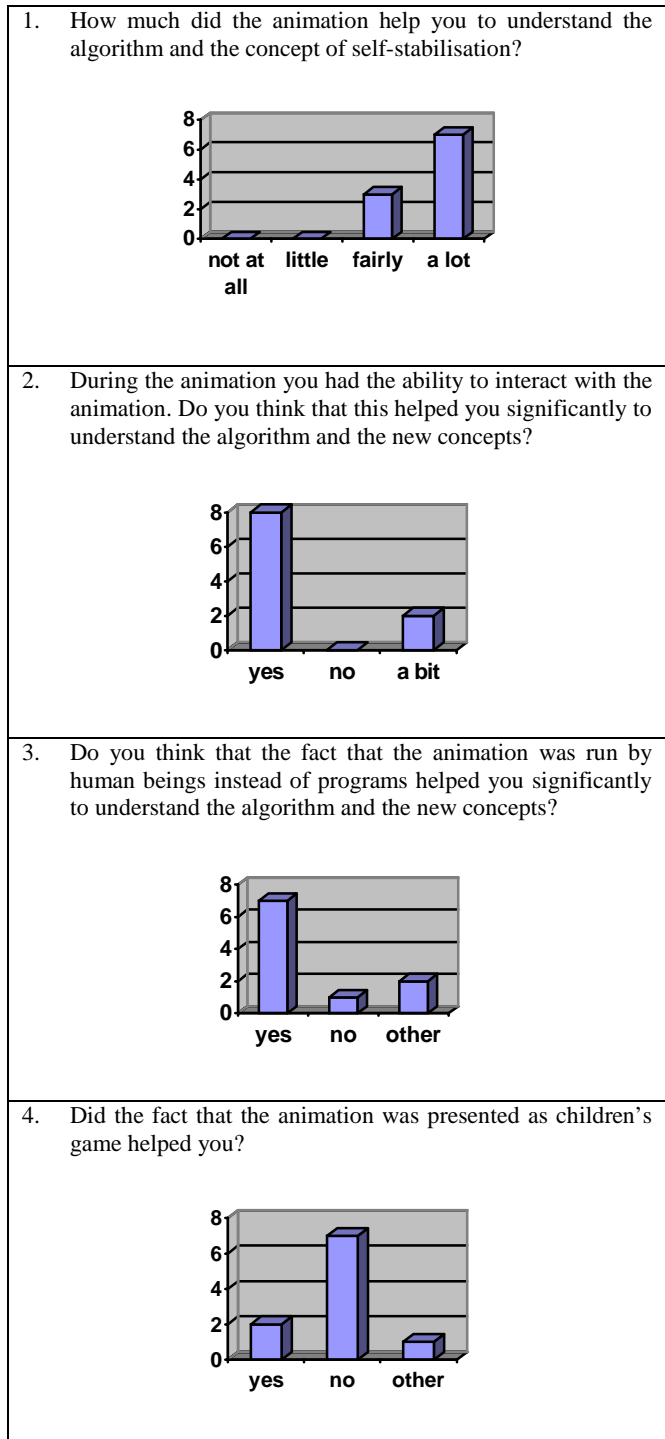 1. How much did the animation help you to understand the
algorithm and the concept of self-stabilisation?
8
6
4
2
0
not at all little fairly a lot
2. During the animation you had the ability to interact with the
animation. Do you think that this helped you significantly to
understand the algorithm and the new concepts?
8
6
4
2
0
yes no a bit
3. Do you think that the fact that the animation was run by
human beings instead of programs helped you significantly
to understand the algorithm and the new concepts?
8
6
4
2
0
yes no other
4. Did the fact that the animation was presented as children’s
game helped you?
8
6
4
2
0
yes no other